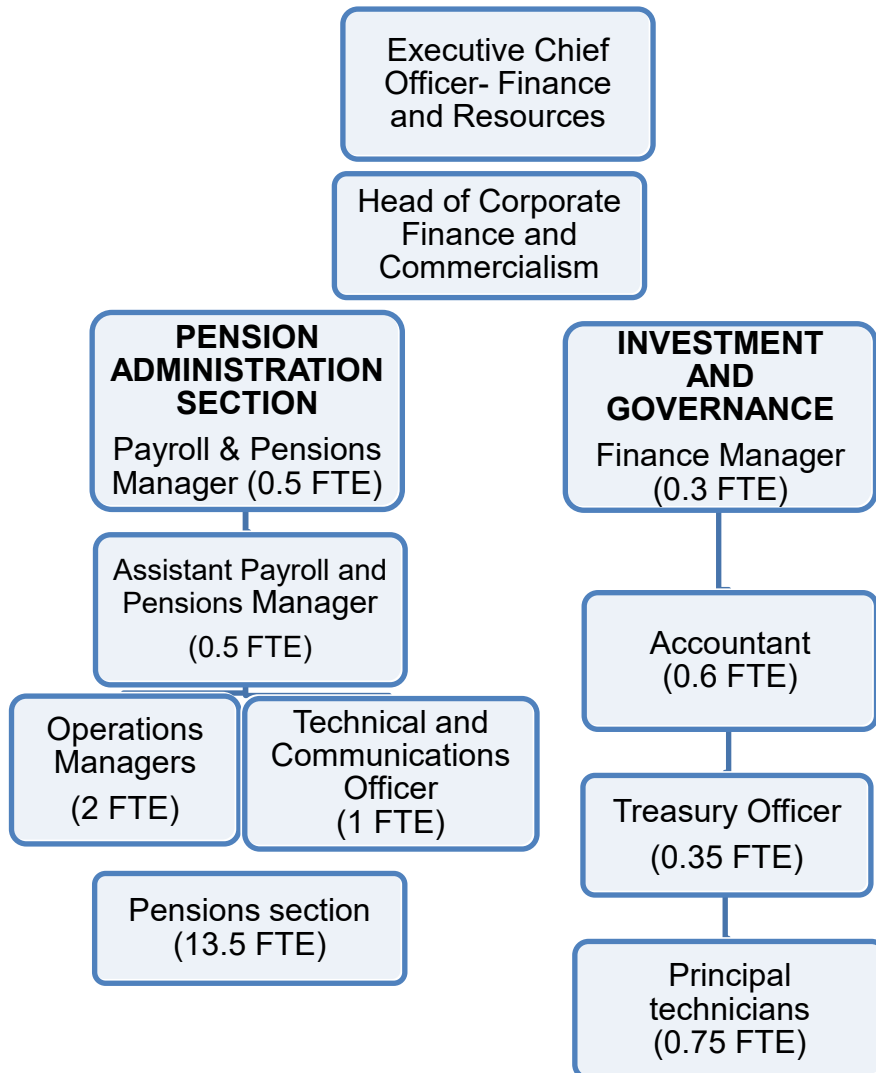 Executive Chief
Officer- Finance
and Resources
Head of Corporate
Finance and
Commercialism
PENSION
ADMINISTRATION
SECTION
Payroll & Pensions
Manager (0.5 FTE)
Assistant Payroll and
Pensions Manager
(0.5 FTE)
Operations
Managers
(2 FTE)
Technical and
Communications
Officer
(1 FTE)
Pensions section
(13.5 FTE)
INVESTMENT
AND
GOVERNANCE
Finance Manager
(0.3 FTE)
Accountant
(0.6 FTE)
Treasury Officer
(0.35 FTE)
Principal
technicians
(0.75 FTE)